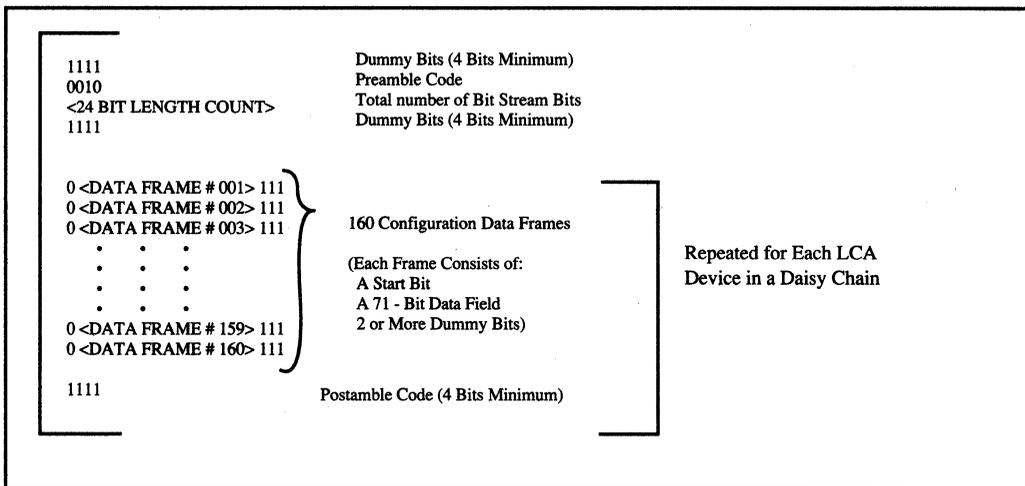 1111 Dummy Bits (4 Bits Minimum)
0010 Preamble Code
<24 BIT LENGTH COUNT> Total number of Bit Stream Bits
1111 Dummy Bits (4 Bits Minimum)
0 <DATA FRAME # 001> 111
0 <DATA FRAME # 002> 111
0 <DATA FRAME # 003> 111
160 Configuration Data Frames
(Each Frame Consists of:
A Start Bit
A 71 - Bit Data Field
2 or More Dummy Bits)
Repeated for Each LCA
Device in a Daisy Chain
0 <DATA FRAME # 159> 111
0 <DATA FRAME # 160> 111
1111 Postamble Code (4 Bits Minimum)